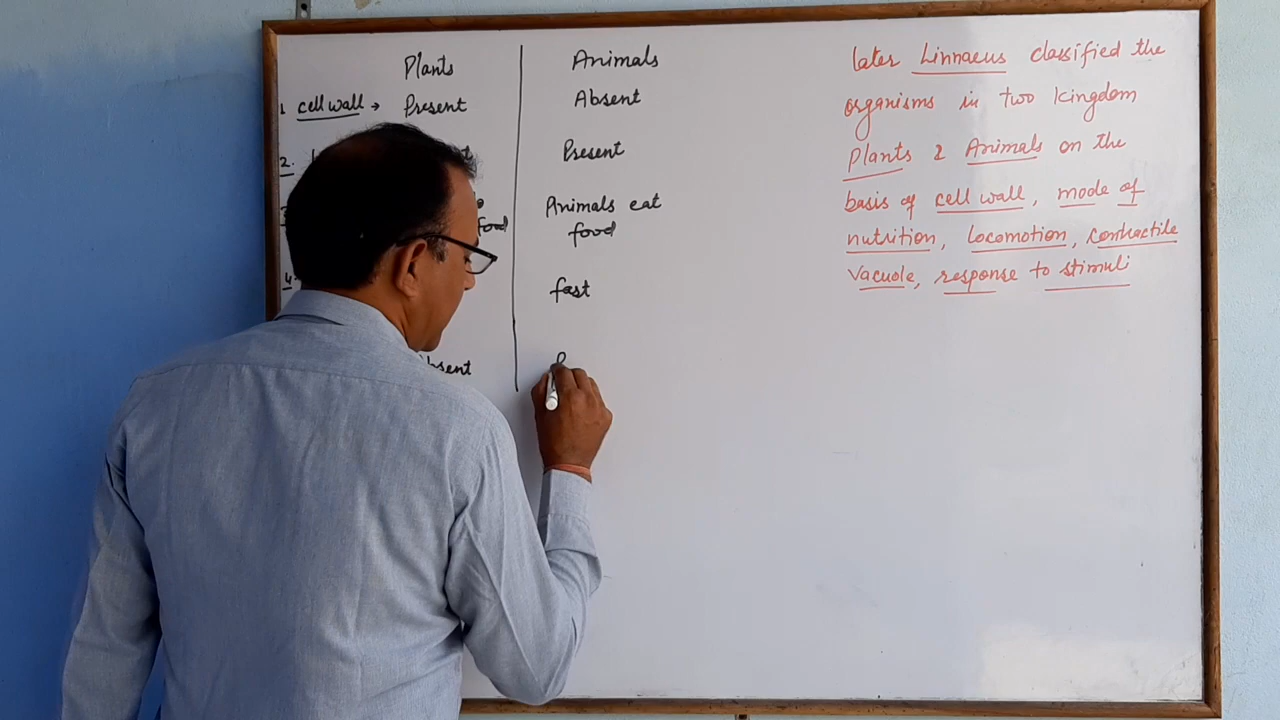 Plants Animals
1 cell wall → Present Absent
2. Present
Animals eat
food food
4. fast
absent
later Linnaeus classified the
organisms in two kingdom
Plants & Animals on the
basis of cell wall, mode of
nutrition, locomotion, contractile
vacuole, response to stimuli